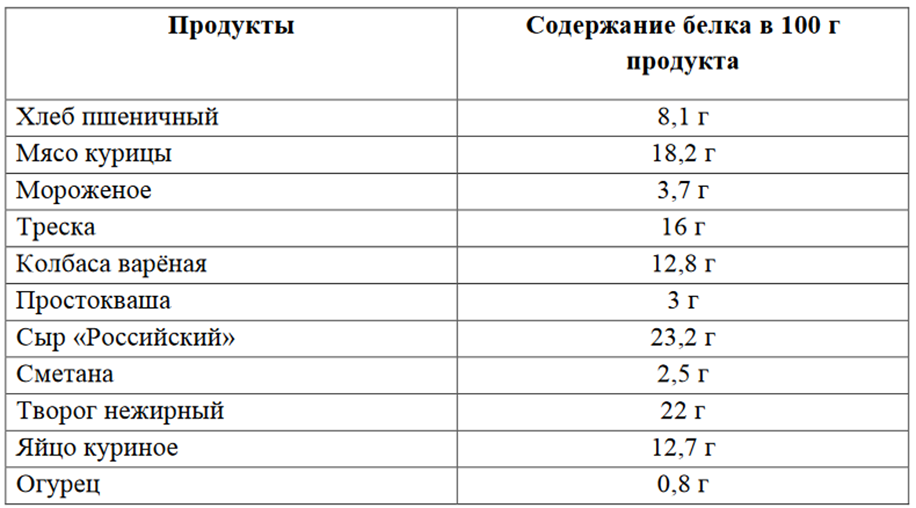 Продукты
Содержание белка в 100 г
продукта
Хлеб пшеничный 8,1 г
Мясо курицы 18,2 г
Мороженое 3,7 г
Треска 16 г
Колбаса варёная 12,8 г
Простокваша 3 г
Сыр «Российский» 23,2 г
Сметана 2,5 г
Творог нежирный 22 г
Яйцо куриное 12,7 г
Огурец 0,8 г